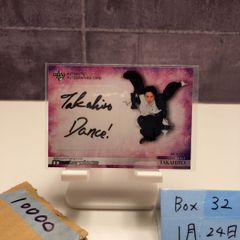 Takahiro
Dance!
TAKAHIRO
10000
Box 32
1月24日